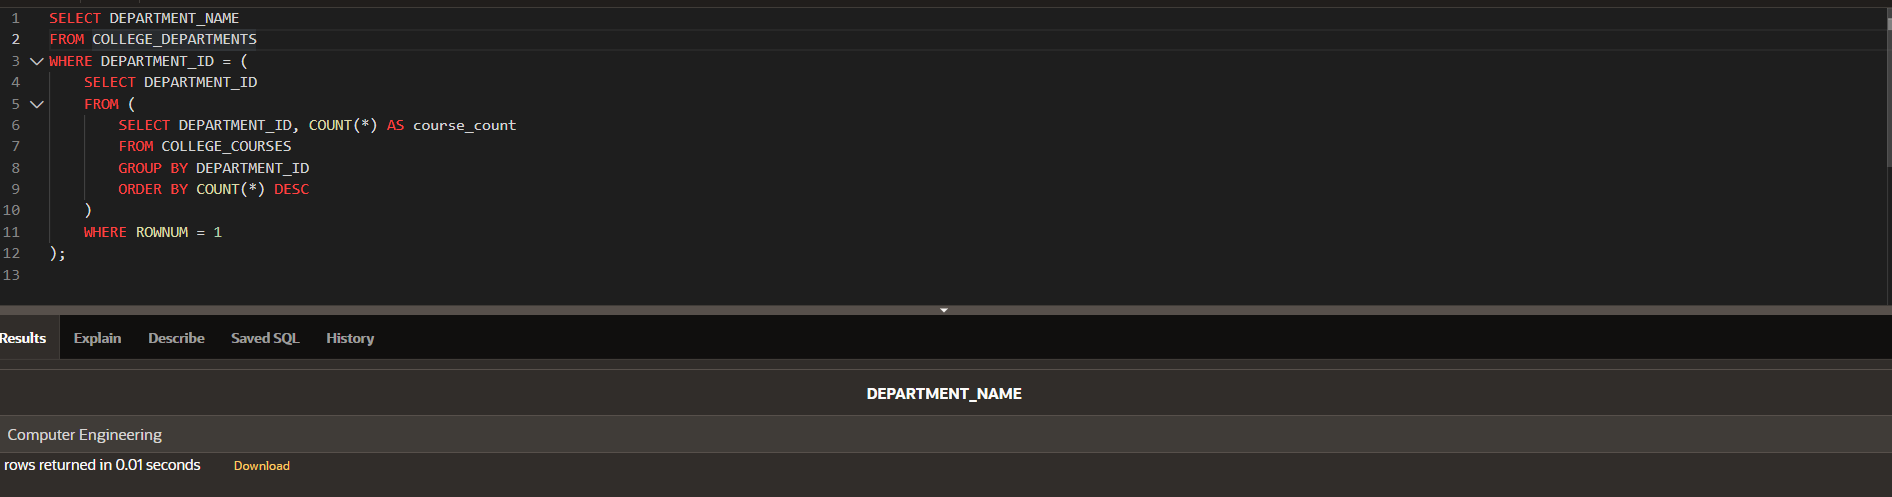 1 SELECT DEPARTMENT_NAME
2 FROM COLLEGE_DEPARTMENTS
3 WHERE DEPARTMENT_ID = (
4 SELECT DEPARTMENT_ID
5 FROM (
6 SELECT DEPARTMENT_ID, COUNT(*) AS course_count
7 FROM COLLEGE_COURSES
8 GROUP BY DEPARTMENT_ID
9 ORDER BY COUNT(*) DESC
10 )
11 WHERE ROWNUM = 1
12 );
13
Results Explain Describe Saved SQL History
DEPARTMENT_NAME
Computer Engineering
rows returned in 0.01 seconds Download